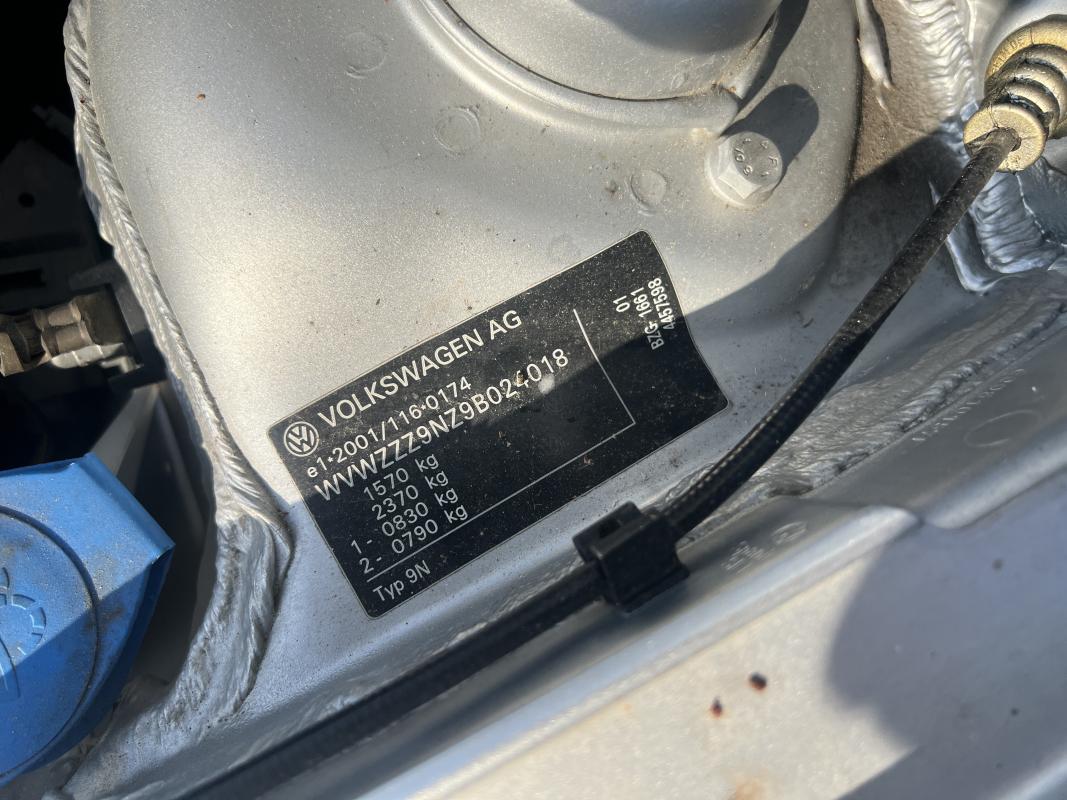 VOLKSWAGEN AG
e1*2001/116*0174
WVWZZZ9NZ9B024018
1570 kg
2370 kg
1- 0830 kg
2- 0790 kg
Typ 9N
01
BZG 1661
4457598